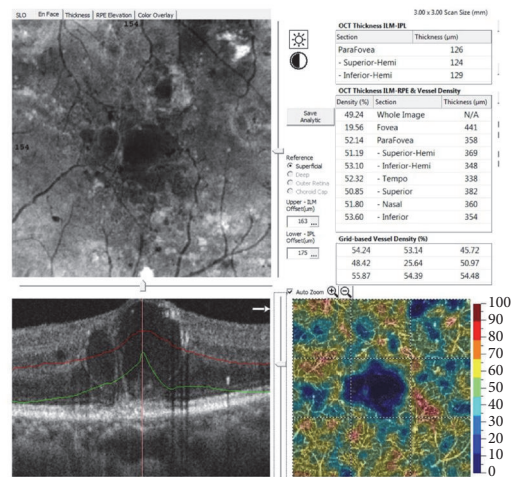 3.00 x 3.00 Scan Size (mm)
SLO En Face Thickness RPE Elevation Color Overlay
154
154
OCT Thickness ILM-IPL
Section Thickness (µm)
ParaFovea 126
- Superior-Hemi 124
- Inferior-Hemi 129
OCT Thickness ILM-RPE & Vessel Density
Density (%) Section Thickness (µm)
49.24 Whole Image N/A
19.56 Fovea 441
52.14 ParaFovea 358
51.19 - Superior-Hemi 369
53.10 - Inferior-Hemi 348
52.32 - Tempo 338
50.85 - Superior 382
51.80 - Nasal 360
53.60 - Inferior 354
Grid-based Vessel Density (%)
54.24 53.14 45.72
48.42 25.64 50.97
55.87 54.39 54.48
Save
Analytic
Reference
Superficial
Deep
Outer Retina
Choroid Cap
Upper - ILM
Offset(µm)
163 ...
Lower - IPL
Offset(µm)
175 ...
Auto Zoom
100
90
80
70
60
50
40
30
20
10
0